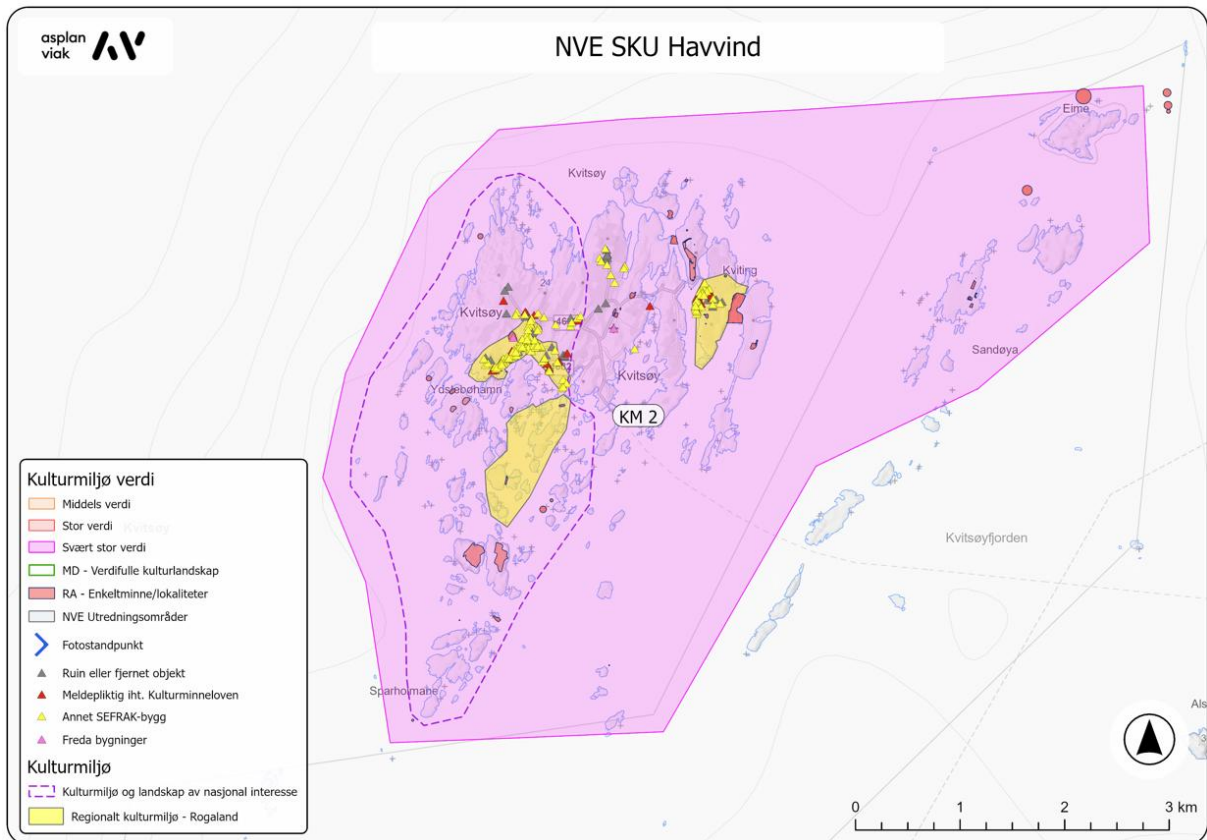 asplan
viak
NVE SKU Havvind
Eime
Kvitsøy
Kviting
Kvitsøy
Sandøya
Ydstebøhamn
Kvitsøy
KM 2
Kvitsøyfjorden
Sparholmane
Als
Kulturmiljø verdi
Middels verdi
Stor verdi
Kvitsøy
Svært stor verdi
MD - Verdifulle kulturlandskap
RA - Enkeltminne/lokaliteter
NVE Utredningsområder
Fotostandpunkt
Ruin eller fjernet objekt
Meldepliktig iht. Kulturminneloven
Annet SEFRAK-bygg
Freda bygninger
Kulturmiljø
Kulturmiljø og landskap av nasjonal interesse
Regionalt kulturmiljø - Rogaland
0 1 2 3 km